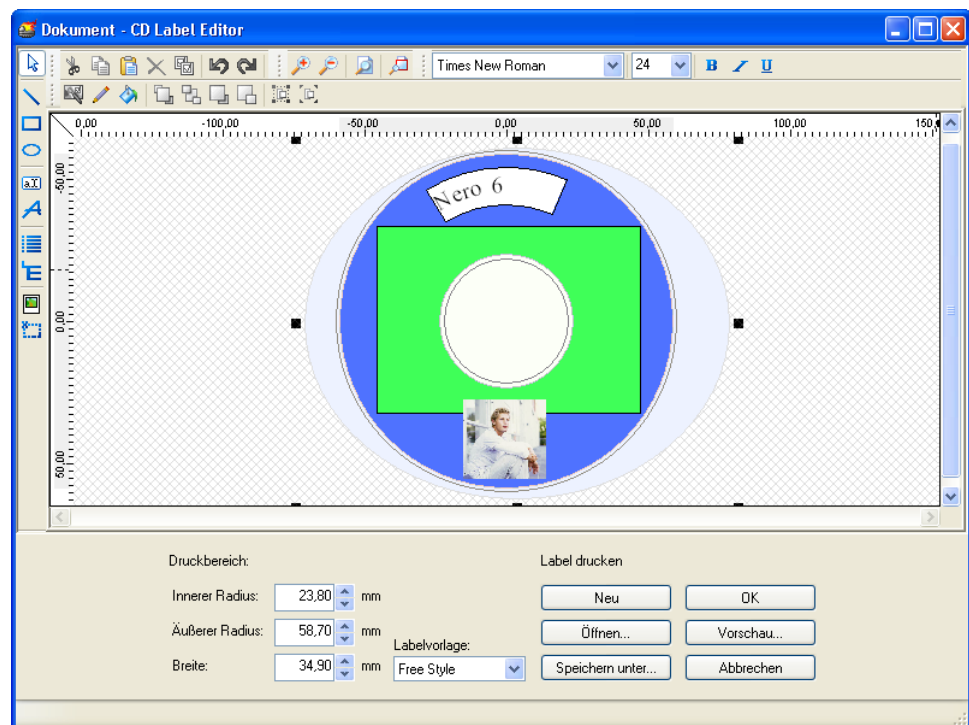 Dokument - CD Label Editor
Times New Roman 24 B I U
0,00 -100,00 -50,00 0,00 50,00 100,00 150,
-50,00
0,00
50,00
Nero 6
Druckbereich:
Label drucken
Innerer Radius: 23,80 mm
Neu OK
Äußerer Radius: 58,70 mm
Öffnen... Vorschau...
Labelvorlage:
Breite: 34,90 mm
Free Style
Speichern unter... Abbrechen